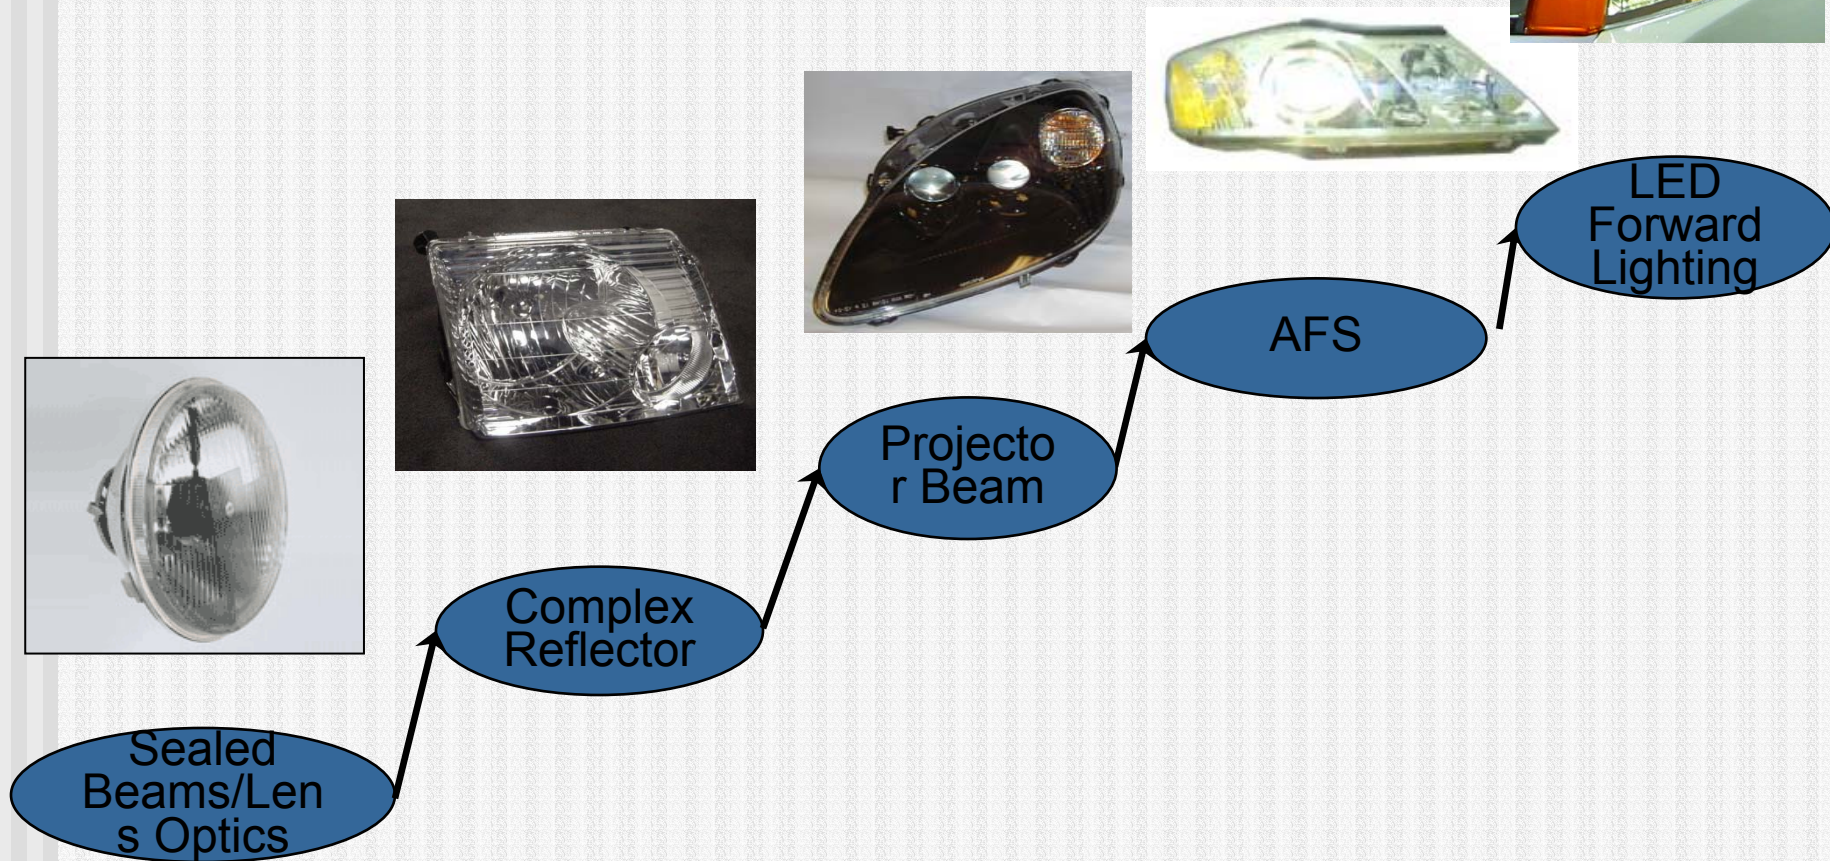 LED
Forward
Lighting
AFS
Projecto
r Beam
Complex
Reflector
Sealed
Beams/Len
s Optics